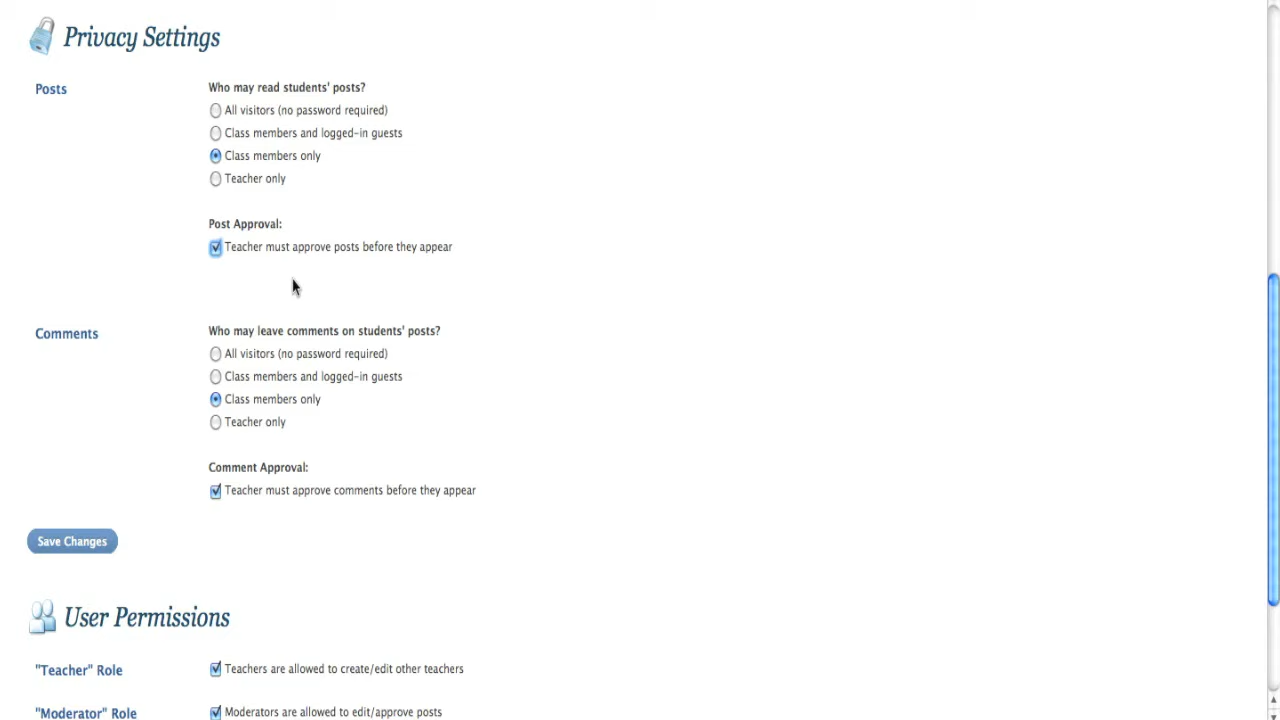 Privacy Settings
Posts
Who may read students' posts?
All visitors (no password required)
Class members and logged-in guests
Class members only
Teacher only
Post Approval:
Teacher must approve posts before they appear
Comments
Who may leave comments on students' posts?
All visitors (no password required)
Class members and logged-in guests
Class members only
Teacher only
Comment Approval:
Teacher must approve comments before they appear
Save Changes
User Permissions
"Teacher" Role
Teachers are allowed to create/edit other teachers
"Moderator" Role
Moderators are allowed to edit/approve posts